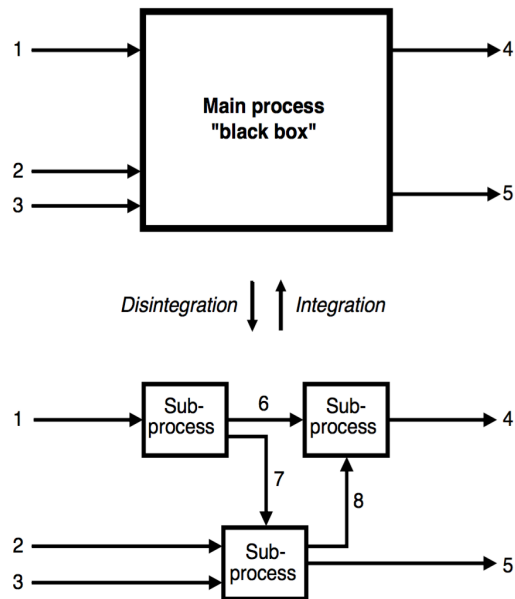 1
4
Main process
"black box"
2
3
5
Disintegration
Integration
1
Sub-
process
6
Sub-
process
4
7
8
2
3
Sub-
process
5